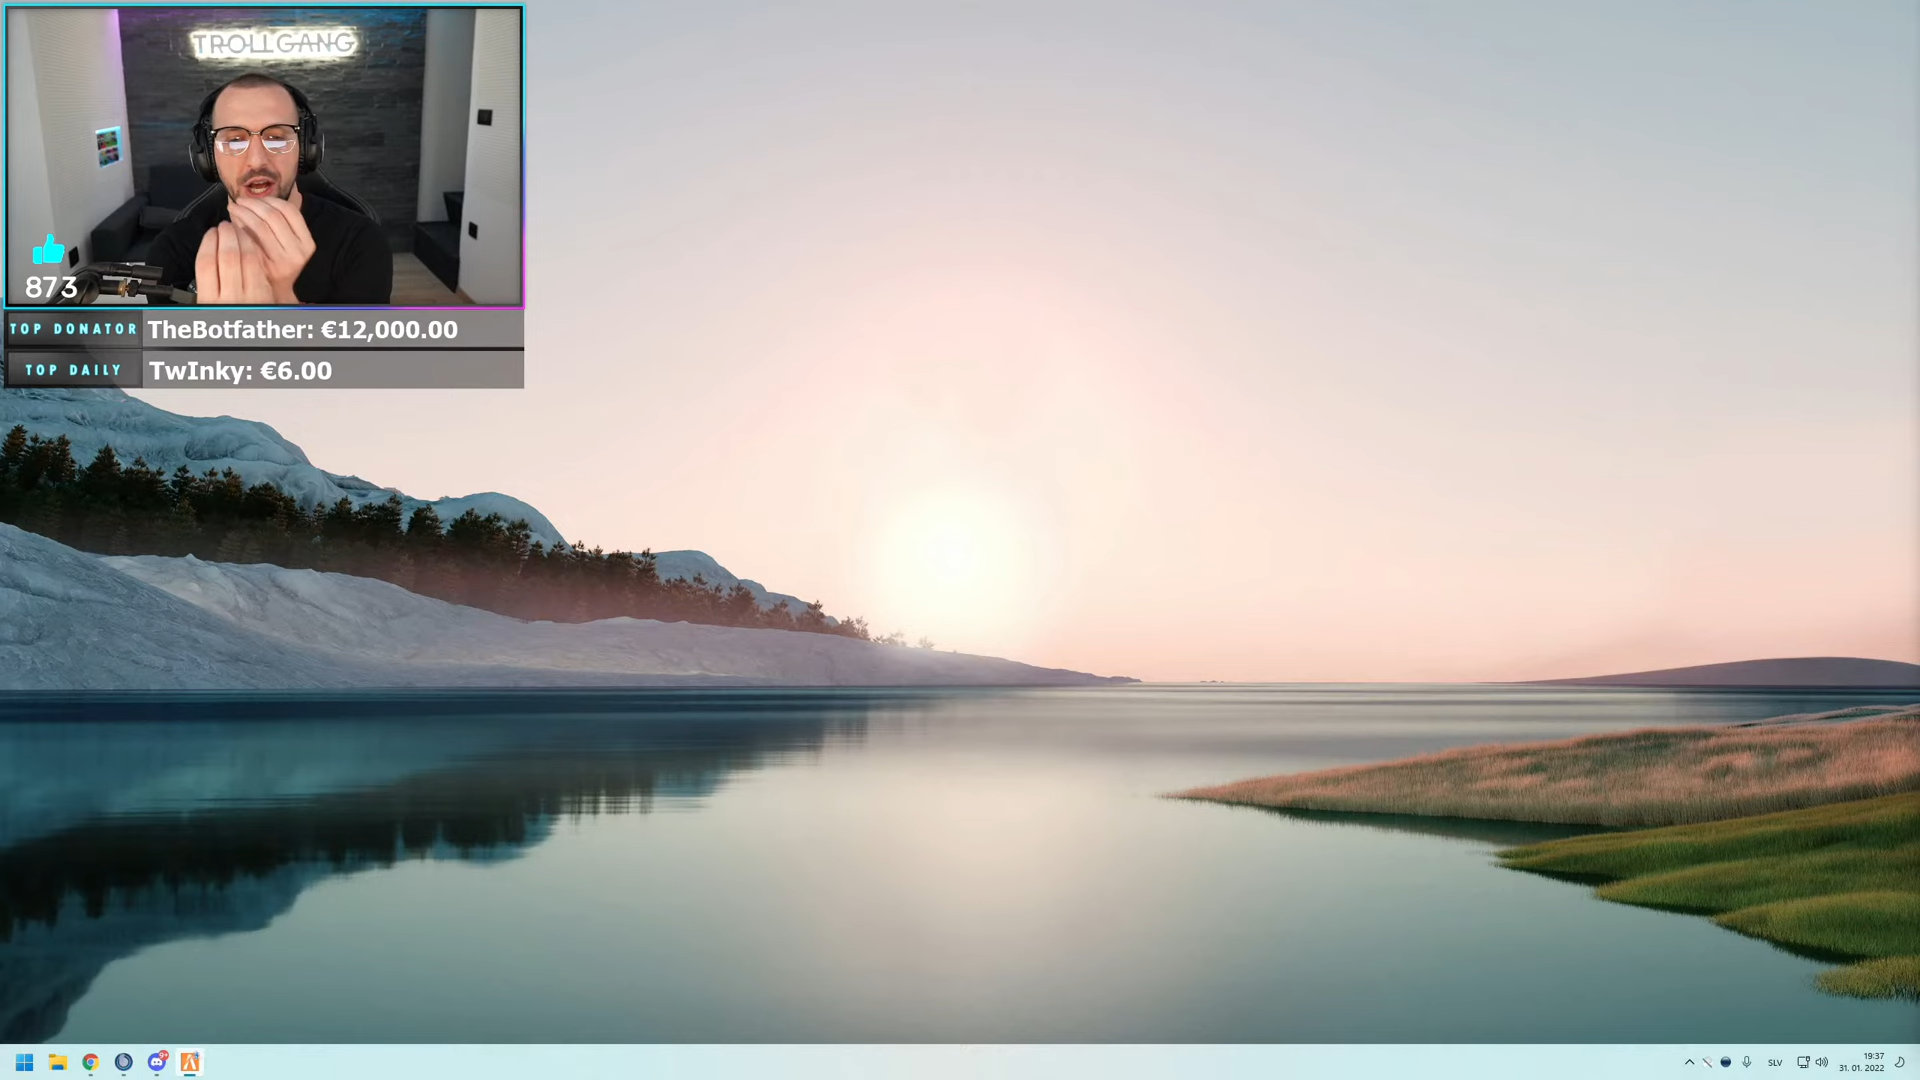 TROLLGANG
873
TOP DONATOR TheBotfather: €12,000.00
TOP DAILY TwInky: €6.00
9+
SLV
19:37
31. 01. 2022